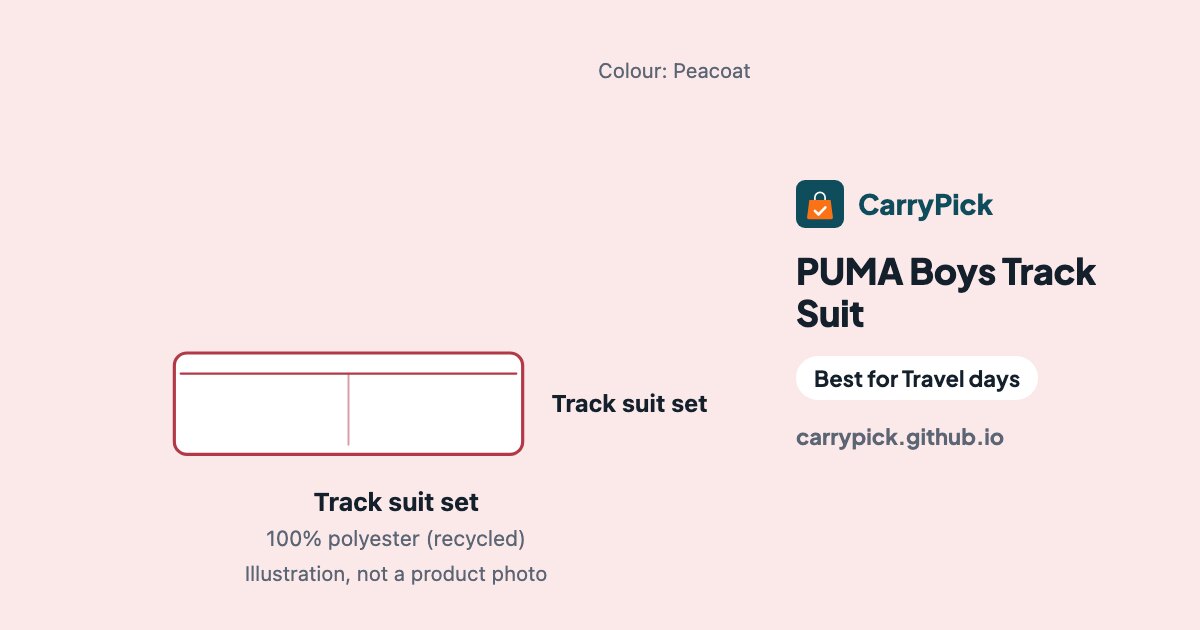 Colour: Peacoat
CarryPick
PUMA Boys Track
Suit
Best for Travel days
carrypick.github.io
Track suit set
Track suit set
100% polyester (recycled)
Illustration, not a product photo